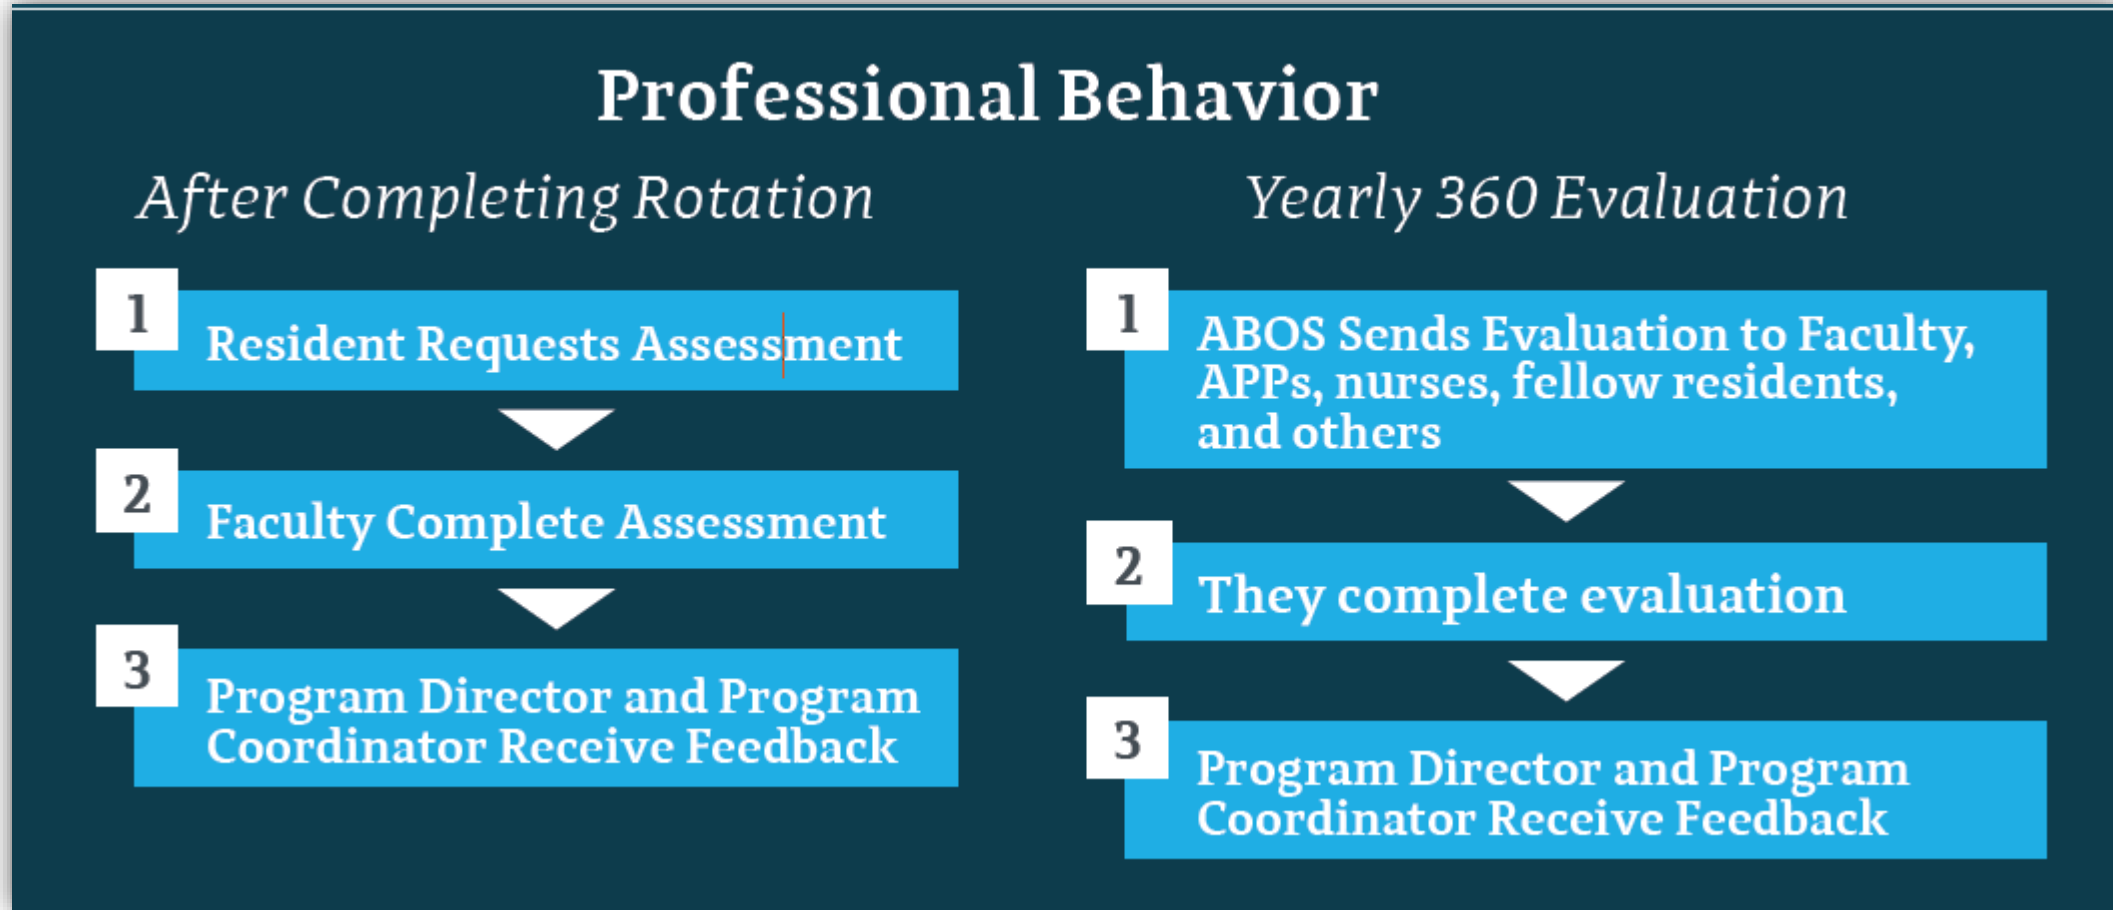 Professional Behavior
After Completing Rotation
1
Resident Requests Assessment
2
Faculty Complete Assessment
3
Program Director and Program
Coordinator Receive Feedback
Yearly 360 Evaluation
1
ABOS Sends Evaluation to Faculty,
APPs, nurses, fellow residents,
and others
2
They complete evaluation
3
Program Director and Program
Coordinator Receive Feedback